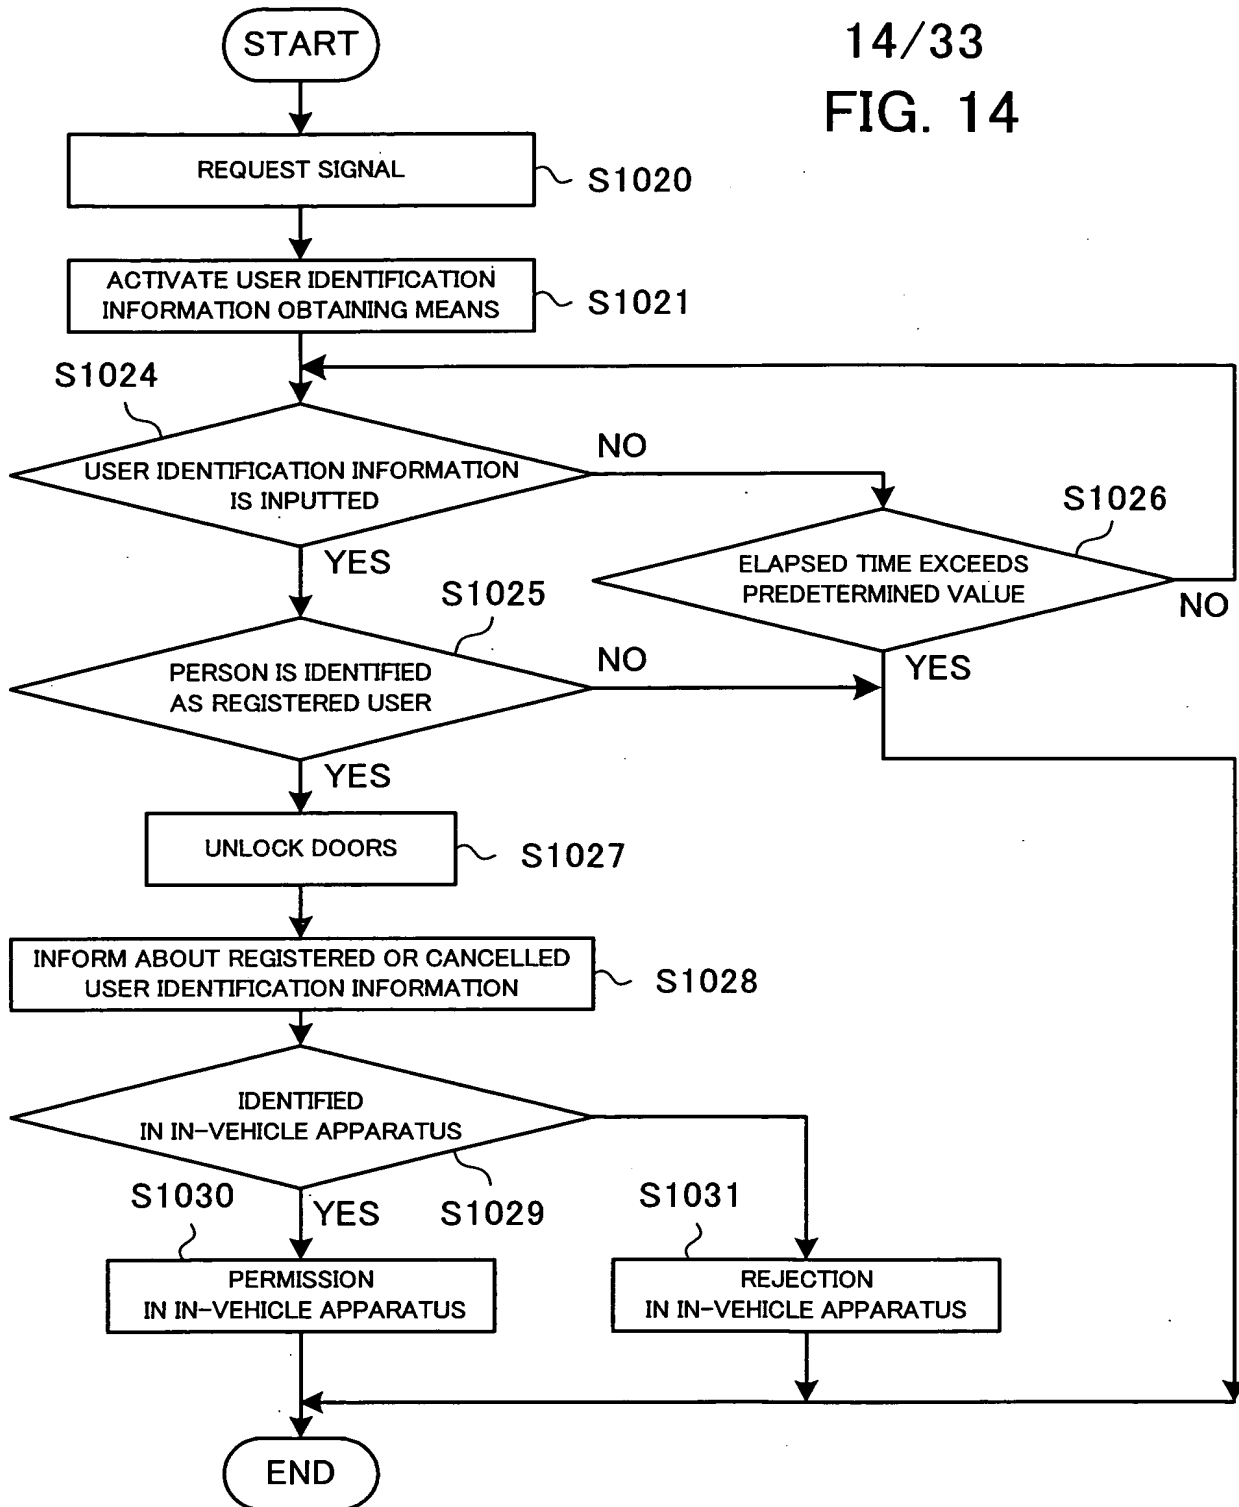 14/33
FIG. 14
START
REQUEST SIGNAL
S1020
ACTIVATE USER IDENTIFICATION
INFORMATION OBTAINING MEANS
S1021
S1024
USER IDENTIFICATION INFORMATION
IS INPUTTED
NO
YES
S1026
ELAPSED TIME EXCEEDS
PREDETERMINED VALUE
NO
YES
S1025
PERSON IS IDENTIFIED
AS REGISTERED USER
NO
YES
UNLOCK DOORS
S1027
INFORM ABOUT REGISTERED OR CANCELLED
USER IDENTIFICATION INFORMATION
S1028
IDENTIFIED
IN IN-VEHICLE APPARATUS
S1029
YES
S1030
PERMISSION
IN IN-VEHICLE APPARATUS
S1031
REJECTION
IN IN-VEHICLE APPARATUS
END